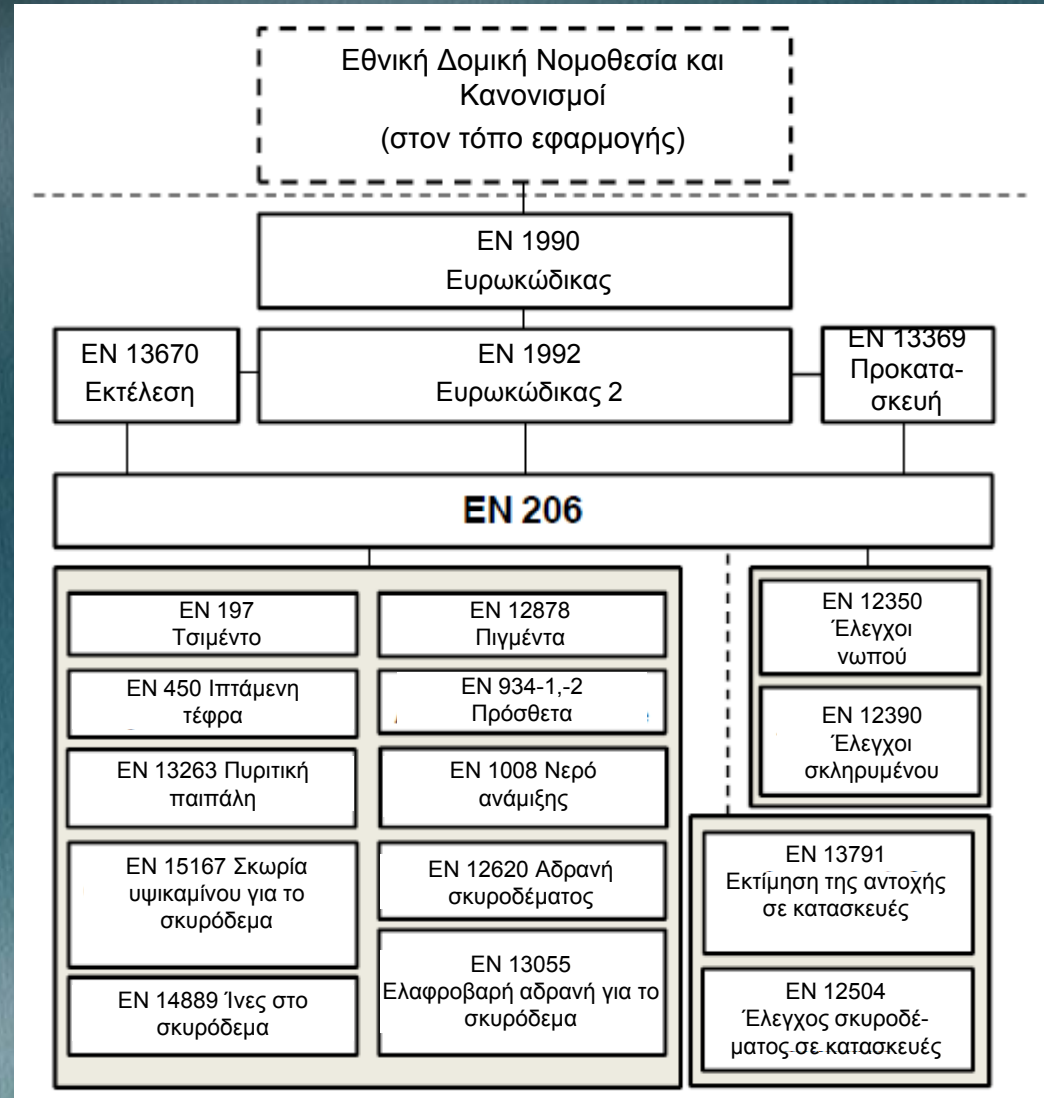 Εθνική Δομική Νομοθεσία και
Κανονισμοί
(στον τόπο εφαρμογής)
EN 1990
Ευρωκώδικας
EN 13670
Εκτέλεση
EN 1992
Ευρωκώδικας 2
EN 13369
Προκατα-
σκευή
EN 206
EN 197
Τσιμέντο
EN 450 Ιπτάμενη
τέφρα
EN 13263 Πυριτική
παιπάλη
EN 15167 Σκωρία
υψικαμίνου για το
σκυρόδεμα
EN 14889 Ίνες στο
σκυρόδεμα
EN 12878
Πιγμέντα
EN 934-1,-2
Πρόσθετα
EN 1008 Νερό
ανάμιξης
EN 12620 Αδρανή
σκυροδέματος
EN 13055
Ελαφροβαρή αδρανή για το
σκυρόδεμα
EN 12350
Έλεγχοι
νωπού
EN 12390
Έλεγχοι
σκληρυμένου
EN 13791
Εκτίμηση της αντοχής
σε κατασκευές
EN 12504
Έλεγχος σκυροδέ-
ματος σε κατασκευές